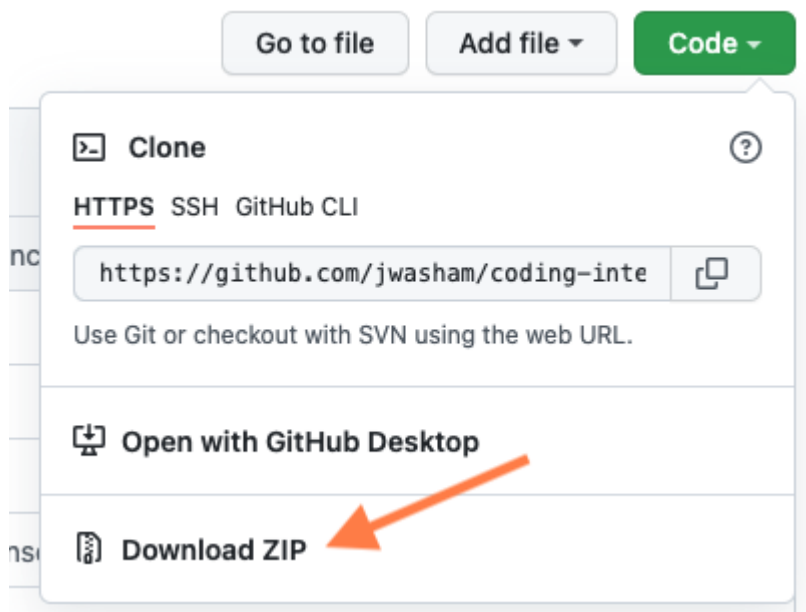 Go to file
Add file
Code
Clone
HTTPS SSH GitHub CLI
https://github.com/jwasham/coding-inte
Use Git or checkout with SVN using the web URL.
Open with GitHub Desktop
Download ZIP